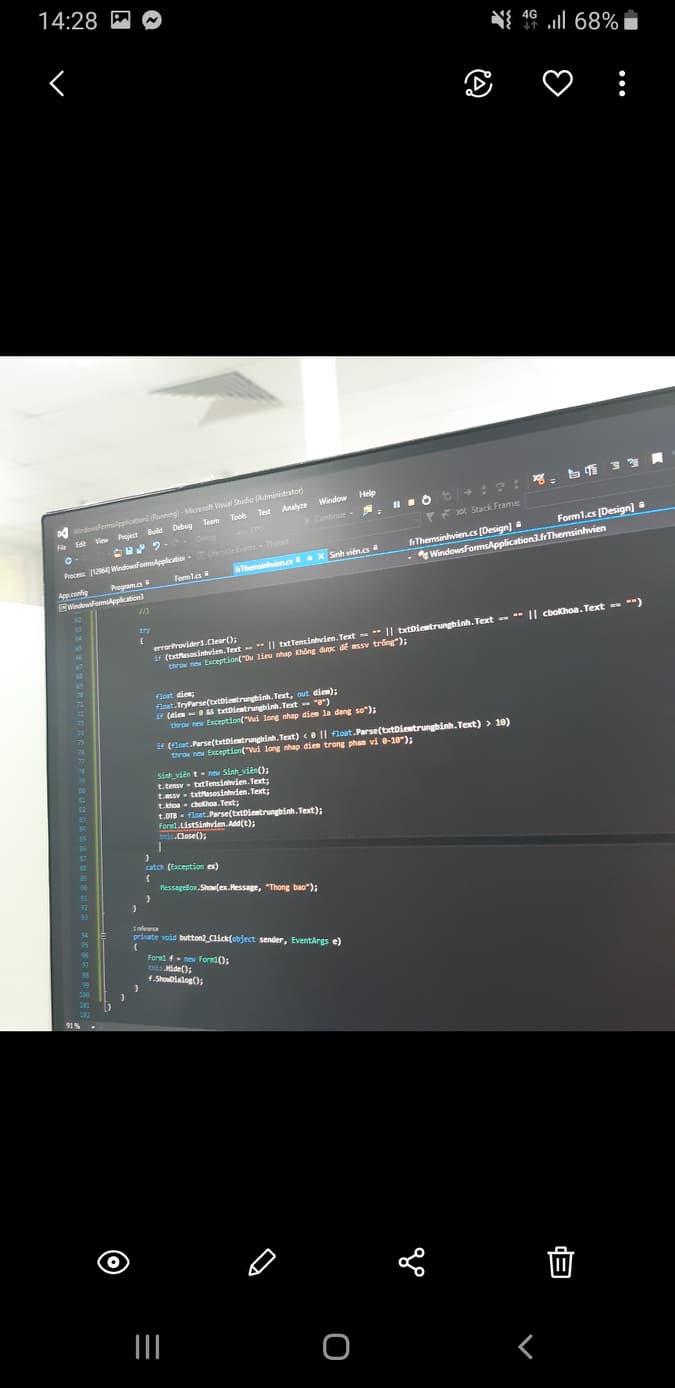 14:28 4G 68%
WindowsFormsApplication3 (Running) - Microsoft Visual Studio (Administrator)
File Edit View Project Build Debug Team Tools Test Analyze Window Help
Continue
Process: [12964] WindowsFormsApplication Lifecycle Events Thread: Stack Frame:
App.config Program.cs Form1.cs frThemsinhvien.cs Sinh viên.cs frThemsinhvien.cs [Design] Form1.cs [Design]
WindowsFormsApplication3 WindowsFormsApplication3.frThemsinhvien
try
{
errorProvider1.Clear();
if (txtMasosinhvien.Text == "" || txtTensinhvien.Text == "" || txtDiemtrungbinh.Text == "" || cboKhoa.Text == "")
throw new Exception("Du lieu nhap Không được để mssv trống");
float diem;
float.TryParse(txtDiemtrungbinh.Text, out diem);
if (diem == 0 && txtDiemtrungbinh.Text == "0")
throw new Exception("Vui long nhap diem la dang so");
if (float.Parse(txtDiemtrungbinh.Text) < 0 || float.Parse(txtDiemtrungbinh.Text) > 10)
throw new Exception("Vui long nhap diem trong pham vi 0-10");
Sinh_viên t = new Sinh_viên();
t.tensv = txtTensinhvien.Text;
t.mssv = txtMasosinhvien.Text;
t.khoa = cboKhoa.Text;
t.DTB = float.Parse(txtDiemtrungbinh.Text);
Form1.ListSinhvien.Add(t);
this.Close();
}
catch (Exception ex)
{
MessageBox.Show(ex.Message, "Thong bao");
}
}
1 reference
private void button2_Click(object sender, EventArgs e)
{
Form1 f = new Form1();
this.Hide();
f.ShowDialog();
}
}
}
91 %